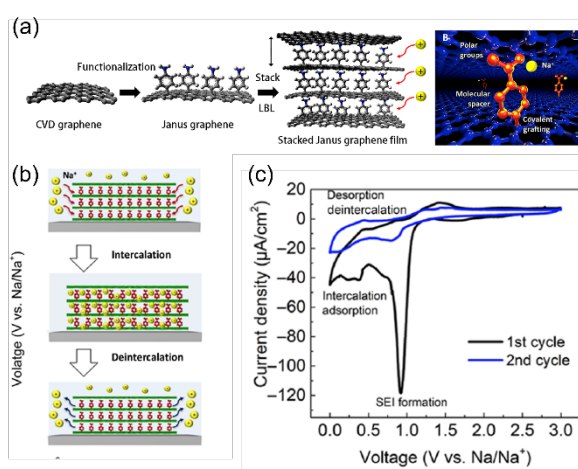 (a)
Functionalization
CVD graphene
Janus graphene
Stack
LBL
Stacked Janus graphene film
B-
Polar
groups
Na+
Molecular
spacer
Covalent
grafting
(b)
Na+
Intercalation
Deintercalation
Volatge (V vs. Na/Na+)
(c)
Current density (μA/cm²)
20
0
−20
−40
−60
−80
−100
−120
Desorption
deintercalation
Intercalation
adsorption
SEI formation
1st cycle
2nd cycle
0.0 0.5 1.0 1.5 2.0 2.5 3.0
Voltage (V vs. Na/Na+)